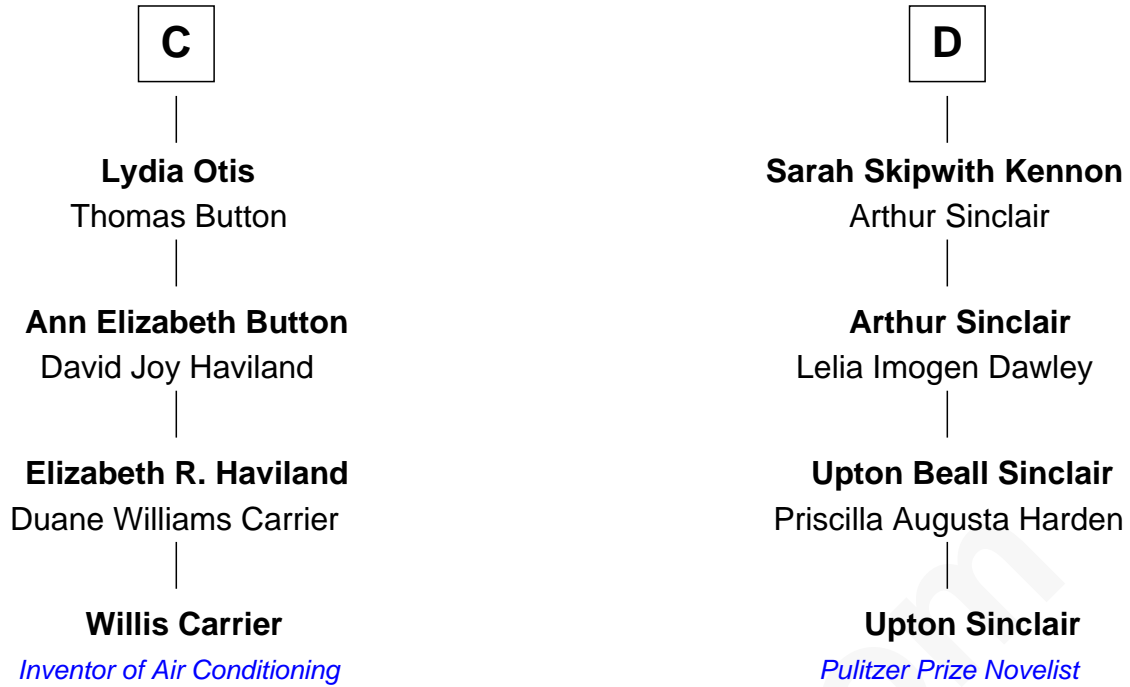 C
Lydia Otis
Thomas Button
Ann Elizabeth Button
David Joy Haviland
Elizabeth R. Haviland
Duane Williams Carrier
Willis Carrier
Inventor of Air Conditioning
D
Sarah Skipwith Kennon
Arthur Sinclair
Arthur Sinclair
Lelia Imogen Dawley
Upton Beall Sinclair
Priscilla Augusta Harden
Upton Sinclair
Pulitzer Prize Novelist